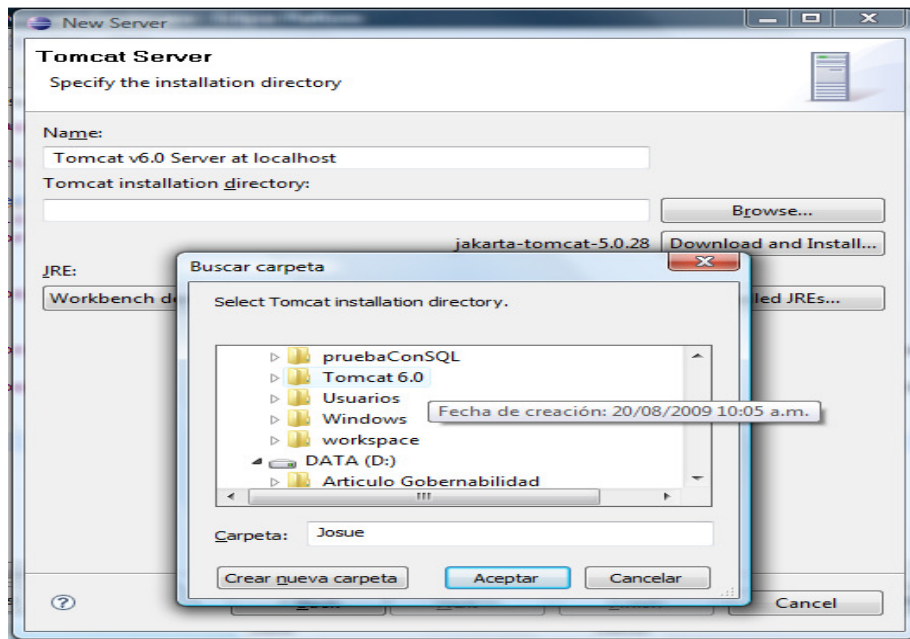 New Server
Tomcat Server
Specify the installation directory
Name:
Tomcat v6.0 Server at localhost
Tomcat installation directory:
Browse...
jakarta-tomcat-5.0.28
Download and Install...
JRE:
Workbench
JREs...
Buscar carpeta
Select Tomcat installation directory.
pruebaConSQL
Tomcat 6.0
Usuarios
Windows
Fecha de creación: 20/08/2009 10:05 a.m.
workspace
DATA (D:)
Articulo Gobernabilidad
Carpeta:
Josue
Crear nueva carpeta
Aceptar
Cancelar
Cancel